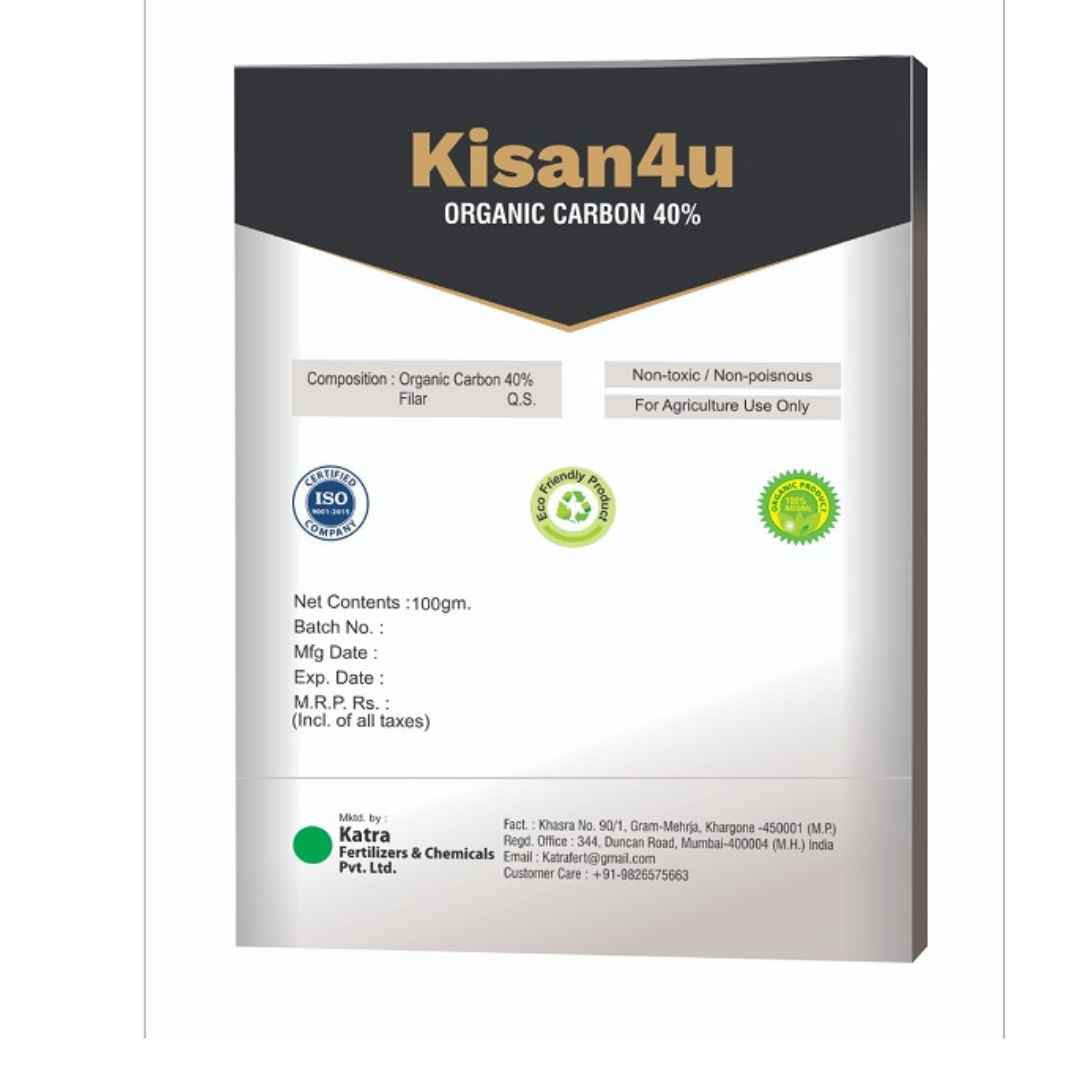 Kisan4u
ORGANIC CARBON 40%
Composition : Organic Carbon 40%
Filar Q.S.
Non-toxic / Non-poisnous
For Agriculture Use Only
CERTIFIED
ISO
9001:2015
COMPANY
Eco Friendly Product
ORGANIC PRODUCT
100%
Net Contents :100gm.
Batch No. :
Mfg Date :
Exp. Date :
M.R.P. Rs. :
(Incl. of all taxes)
Mktd. by :
Katra
Fertilizers & Chemicals
Pvt. Ltd.
Fact. : Khasra No. 90/1, Gram-Mehrja, Khargone -450001 (M.P.)
Regd. Office : 344, Duncan Road, Mumbai-400004 (M.H.) India
Email : Katrafert@gmail.com
Customer Care : +91-9826575663